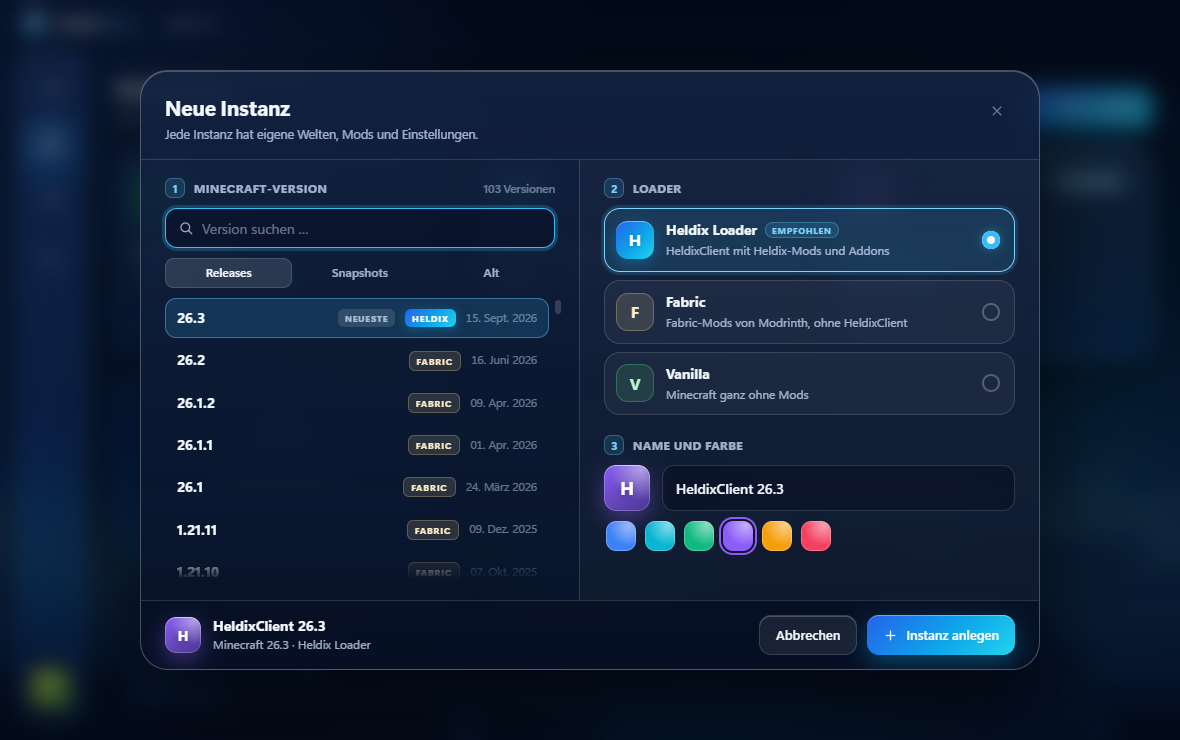 Neue Instanz
Jede Instanz hat eigene Welten, Mods und Einstellungen.
1 MINECRAFT-VERSION 103 Versionen
Version suchen ...
Releases Snapshots Alt
26.3 NEUESTE HELDIX 15. Sept. 2026
26.2 FABRIC 16. Juni 2026
26.1.2 FABRIC 09. Apr. 2026
26.1.1 FABRIC 01. Apr. 2026
26.1 FABRIC 24. März 2026
1.21.11 FABRIC 09. Dez. 2025
1.21.10 FABRIC 07. Okt. 2025
2 LOADER
H Heldix Loader EMPFOHLEN
HeldixClient mit Heldix-Mods und Addons
F Fabric
Fabric-Mods von Modrinth, ohne HeldixClient
V Vanilla
Minecraft ganz ohne Mods
3 NAME UND FARBE
H HeldixClient 26.3
H HeldixClient 26.3
Minecraft 26.3 · Heldix Loader
Abbrechen + Instanz anlegen